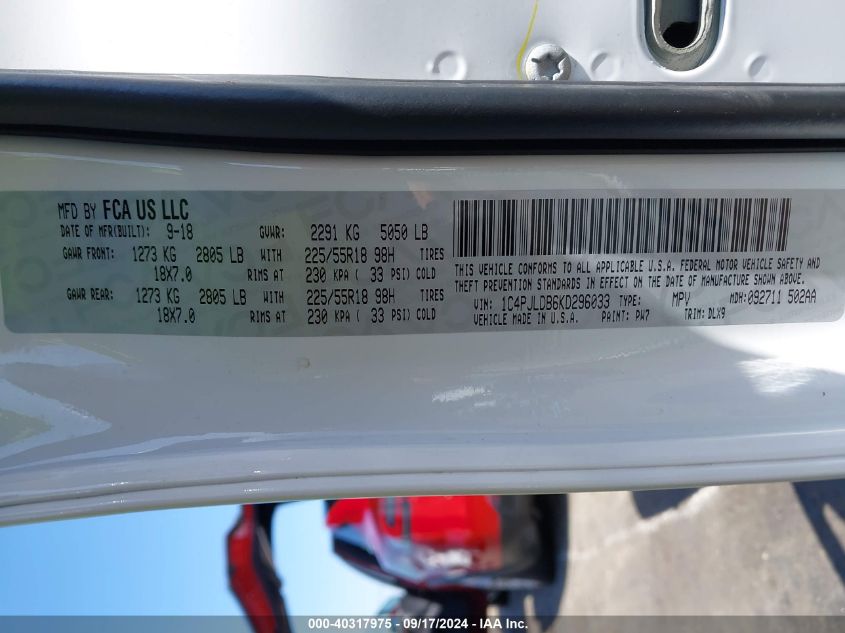 MFD BY FCA US LLC
DATE OF MFR(BUILT): 9-18 GVWR: 2291 KG 5050 LB
GAWR FRONT: 1273 KG 2805 LB WITH 225/55R18 98H TIRES
18X7.0 RIMS AT 230 KPA ( 33 PSI) COLD
GAWR REAR: 1273 KG 2805 LB WITH 225/55R18 98H TIRES
18X7.0 RIMS AT 230 KPA ( 33 PSI) COLD
THIS VEHICLE CONFORMS TO ALL APPLICABLE U.S.A. FEDERAL MOTOR VEHICLE SAFETY AND
THEFT PREVENTION STANDARDS IN EFFECT ON THE DATE OF MANUFACTURE SHOWN ABOVE.
VIN: 1C4PJLDB6KD296033 TYPE: MPV MDH: 092711 502AA
VEHICLE MADE IN U.S.A. PAINT: PW7 TRIM: DLX9
000-40317975 - 09/17/2024 - IAA Inc.